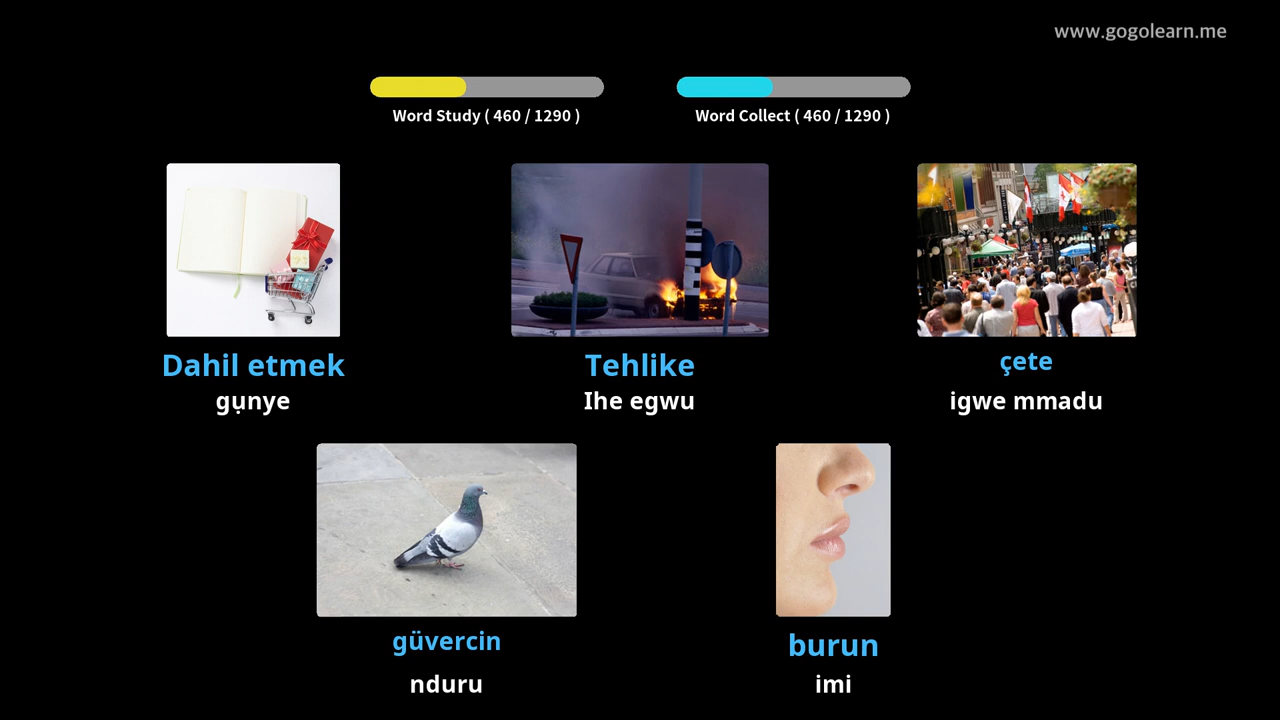 www.gogolearn.me
Word Study ( 460 / 1290 )
Word Collect ( 460 / 1290 )
Dahil etmek
gụnye
Tehlike
Ihe egwu
çete
igwe mmadu
güvercin
nduru
burun
imi